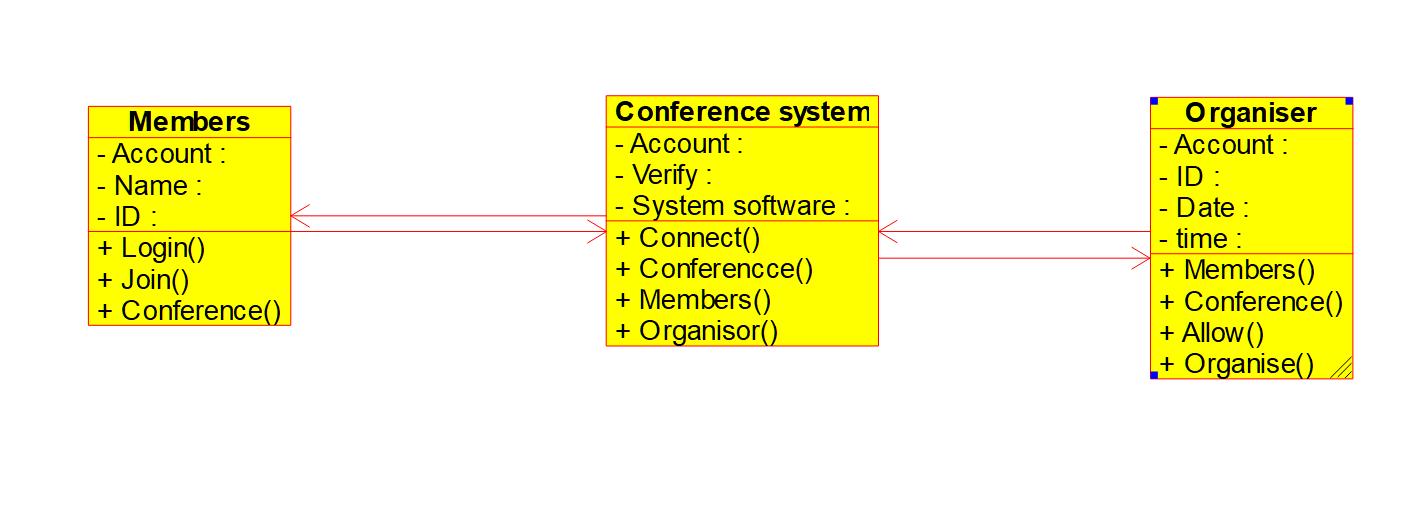 Members
- Account :
- Name :
- ID :
+ Login()
+ Join()
+ Conference()
Conference system
- Account :
- Verify :
- System software :
+ Connect()
+ Conferencce()
+ Members()
+ Organisor()
Organiser
- Account :
- ID :
- Date :
- time :
+ Members()
+ Conference()
+ Allow()
+ Organise()